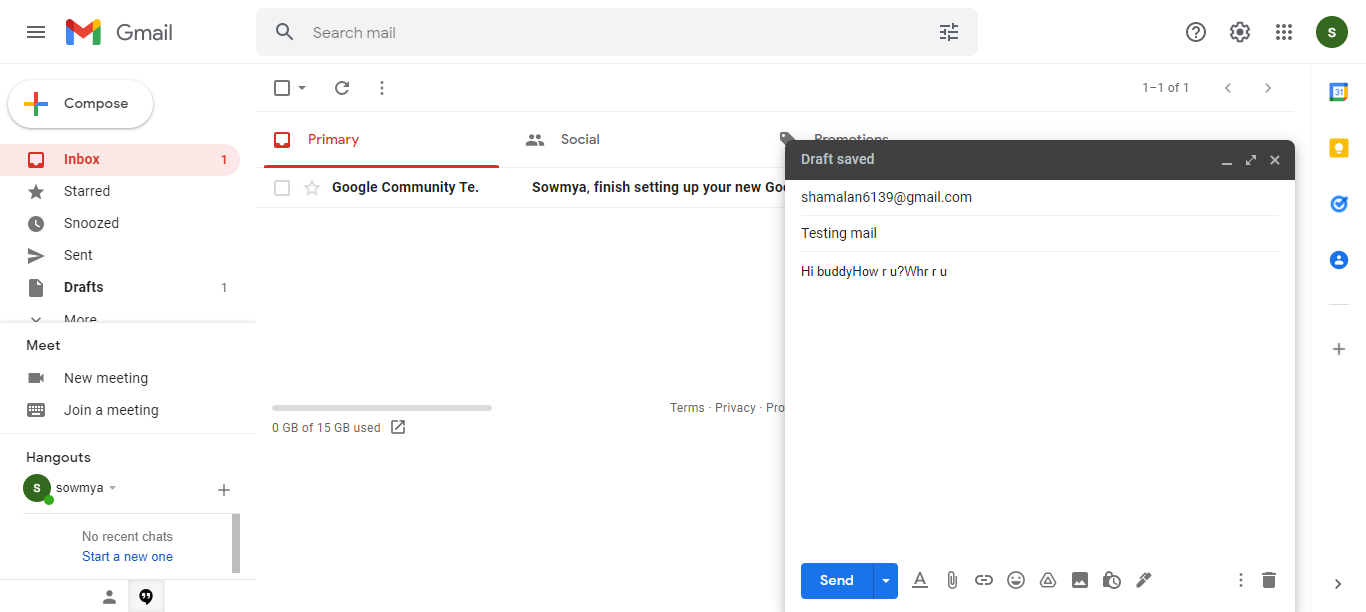 Gmail
Search mail
S
Compose
1–1 of 1
31
Primary
Social
Promotions
Inbox 1
Starred
Snoozed
Sent
Drafts 1
More
Google Community Te. Sowmya, finish setting up your new Goo
Draft saved
shamalan6139@gmail.com
Testing mail
Hi buddyHow r u?Whr r u
Meet
New meeting
Join a meeting
Terms · Privacy · Pro
0 GB of 15 GB used
Hangouts
S sowmya
No recent chats
Start a new one
Send